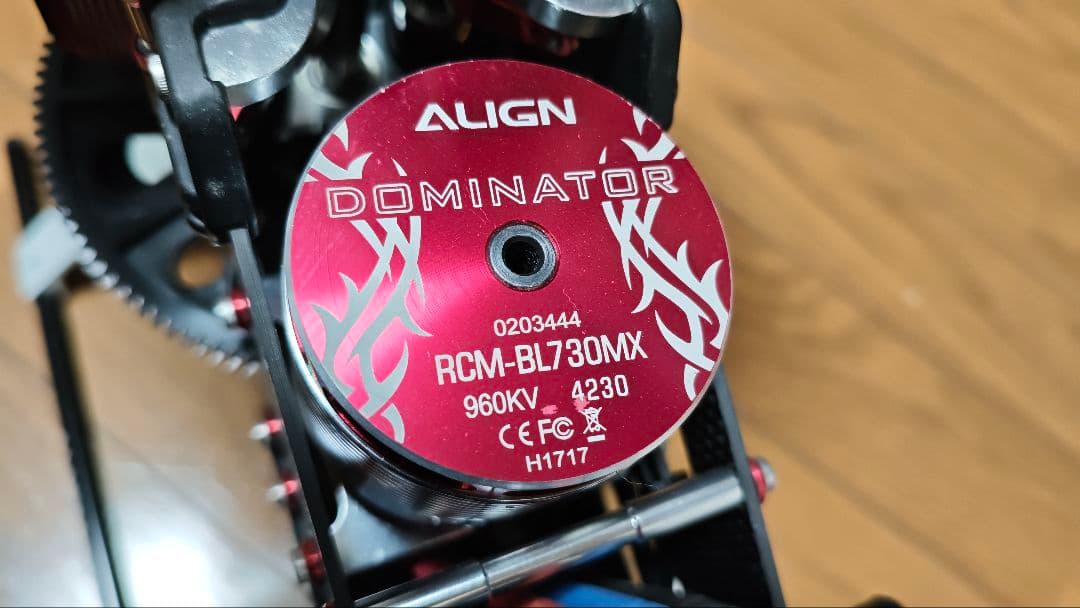 ALIGN
DOMINATOR
0203444
RCM-BL730MX
960KV 4230
CE FC
H1717